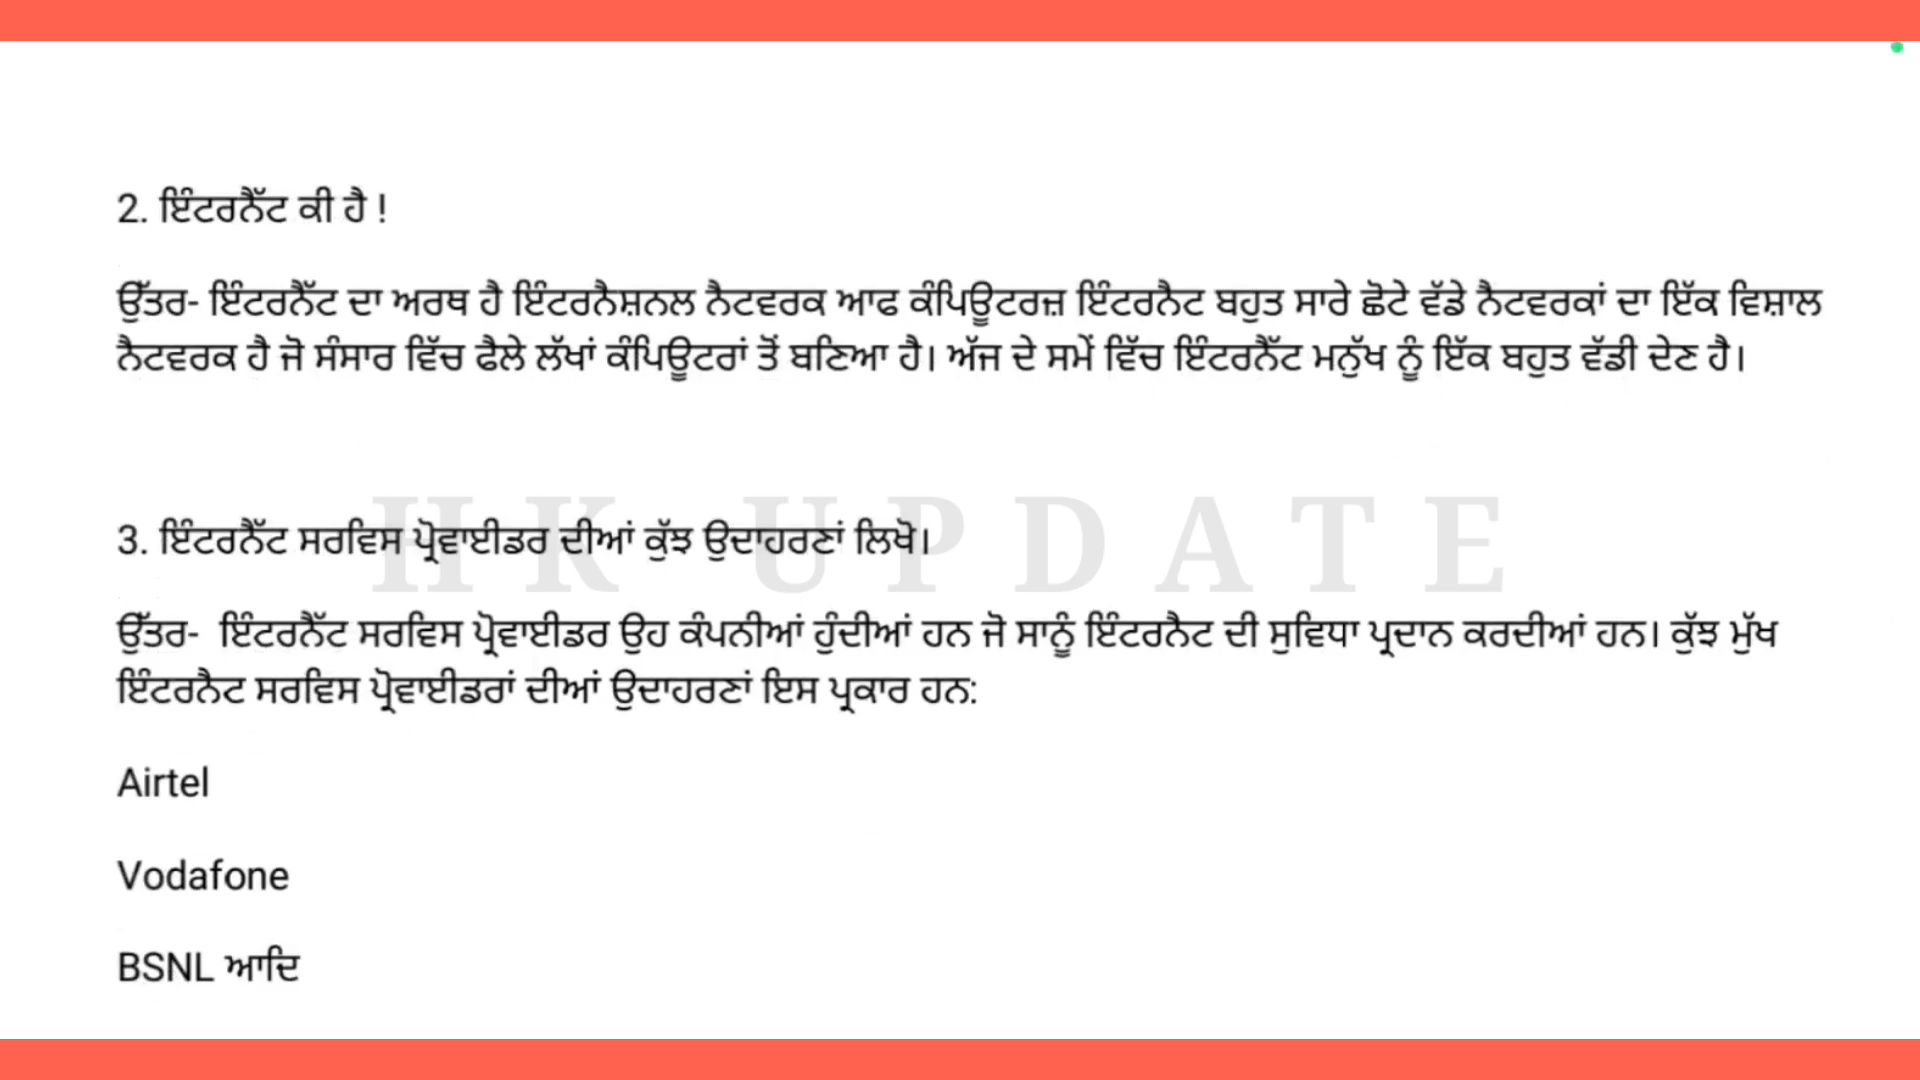 2. ਇੰਟਰਨੈੱਟ ਕੀ ਹੈ !
ਉੱਤਰ- ਇੰਟਰਨੈੱਟ ਦਾ ਅਰਥ ਹੈ ਇੰਟਰਨੈਸ਼ਨਲ ਨੈਟਵਰਕ ਆਫ ਕੰਪਿਊਟਰਜ਼ ਇੰਟਰਨੈਟ ਬਹੁਤ ਸਾਰੇ ਛੋਟੇ ਵੱਡੇ ਨੈਟਵਰਕਾਂ ਦਾ ਇੱਕ ਵਿਸ਼ਾਲ
ਨੈਟਵਰਕ ਹੈ ਜੋ ਸੰਸਾਰ ਵਿੱਚ ਫੈਲੇ ਲੱਖਾਂ ਕੰਪਿਊਟਰਾਂ ਤੋਂ ਬਣਿਆ ਹੈ। ਅੱਜ ਦੇ ਸਮੇਂ ਵਿੱਚ ਇੰਟਰਨੈੱਟ ਮਨੁੱਖ ਨੂੰ ਇੱਕ ਬਹੁਤ ਵੱਡੀ ਦੇਣ ਹੈ।
HK UPDATE
3. ਇੰਟਰਨੈੱਟ ਸਰਵਿਸ ਪ੍ਰੋਵਾਈਡਰ ਦੀਆਂ ਕੁੱਝ ਉਦਾਹਰਣਾਂ ਲਿਖੋ।
ਉੱਤਰ- ਇੰਟਰਨੈੱਟ ਸਰਵਿਸ ਪ੍ਰੋਵਾਈਡਰ ਉਹ ਕੰਪਨੀਆਂ ਹੁੰਦੀਆਂ ਹਨ ਜੋ ਸਾਨੂੰ ਇੰਟਰਨੈਟ ਦੀ ਸੁਵਿਧਾ ਪ੍ਰਦਾਨ ਕਰਦੀਆਂ ਹਨ। ਕੁੱਝ ਮੁੱਖ
ਇੰਟਰਨੈਟ ਸਰਵਿਸ ਪ੍ਰੋਵਾਈਡਰਾਂ ਦੀਆਂ ਉਦਾਹਰਣਾਂ ਇਸ ਪ੍ਰਕਾਰ ਹਨ:
Airtel
Vodafone
BSNL ਆਦਿ